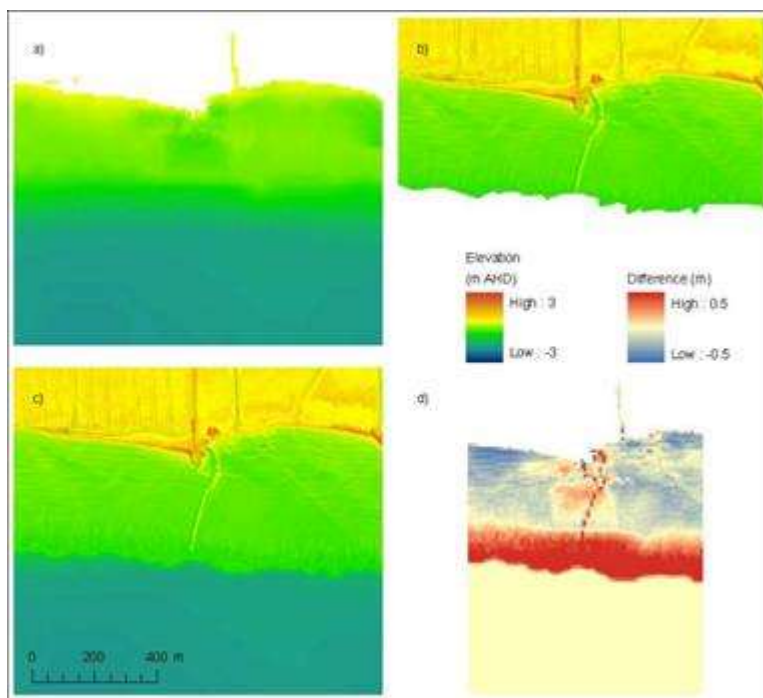 a)
b)
Elevation
(m AHD)
High : 3
Low : -3
Difference (m)
High : 0.5
Low : -0.5
c)
d)
0 200 400 m